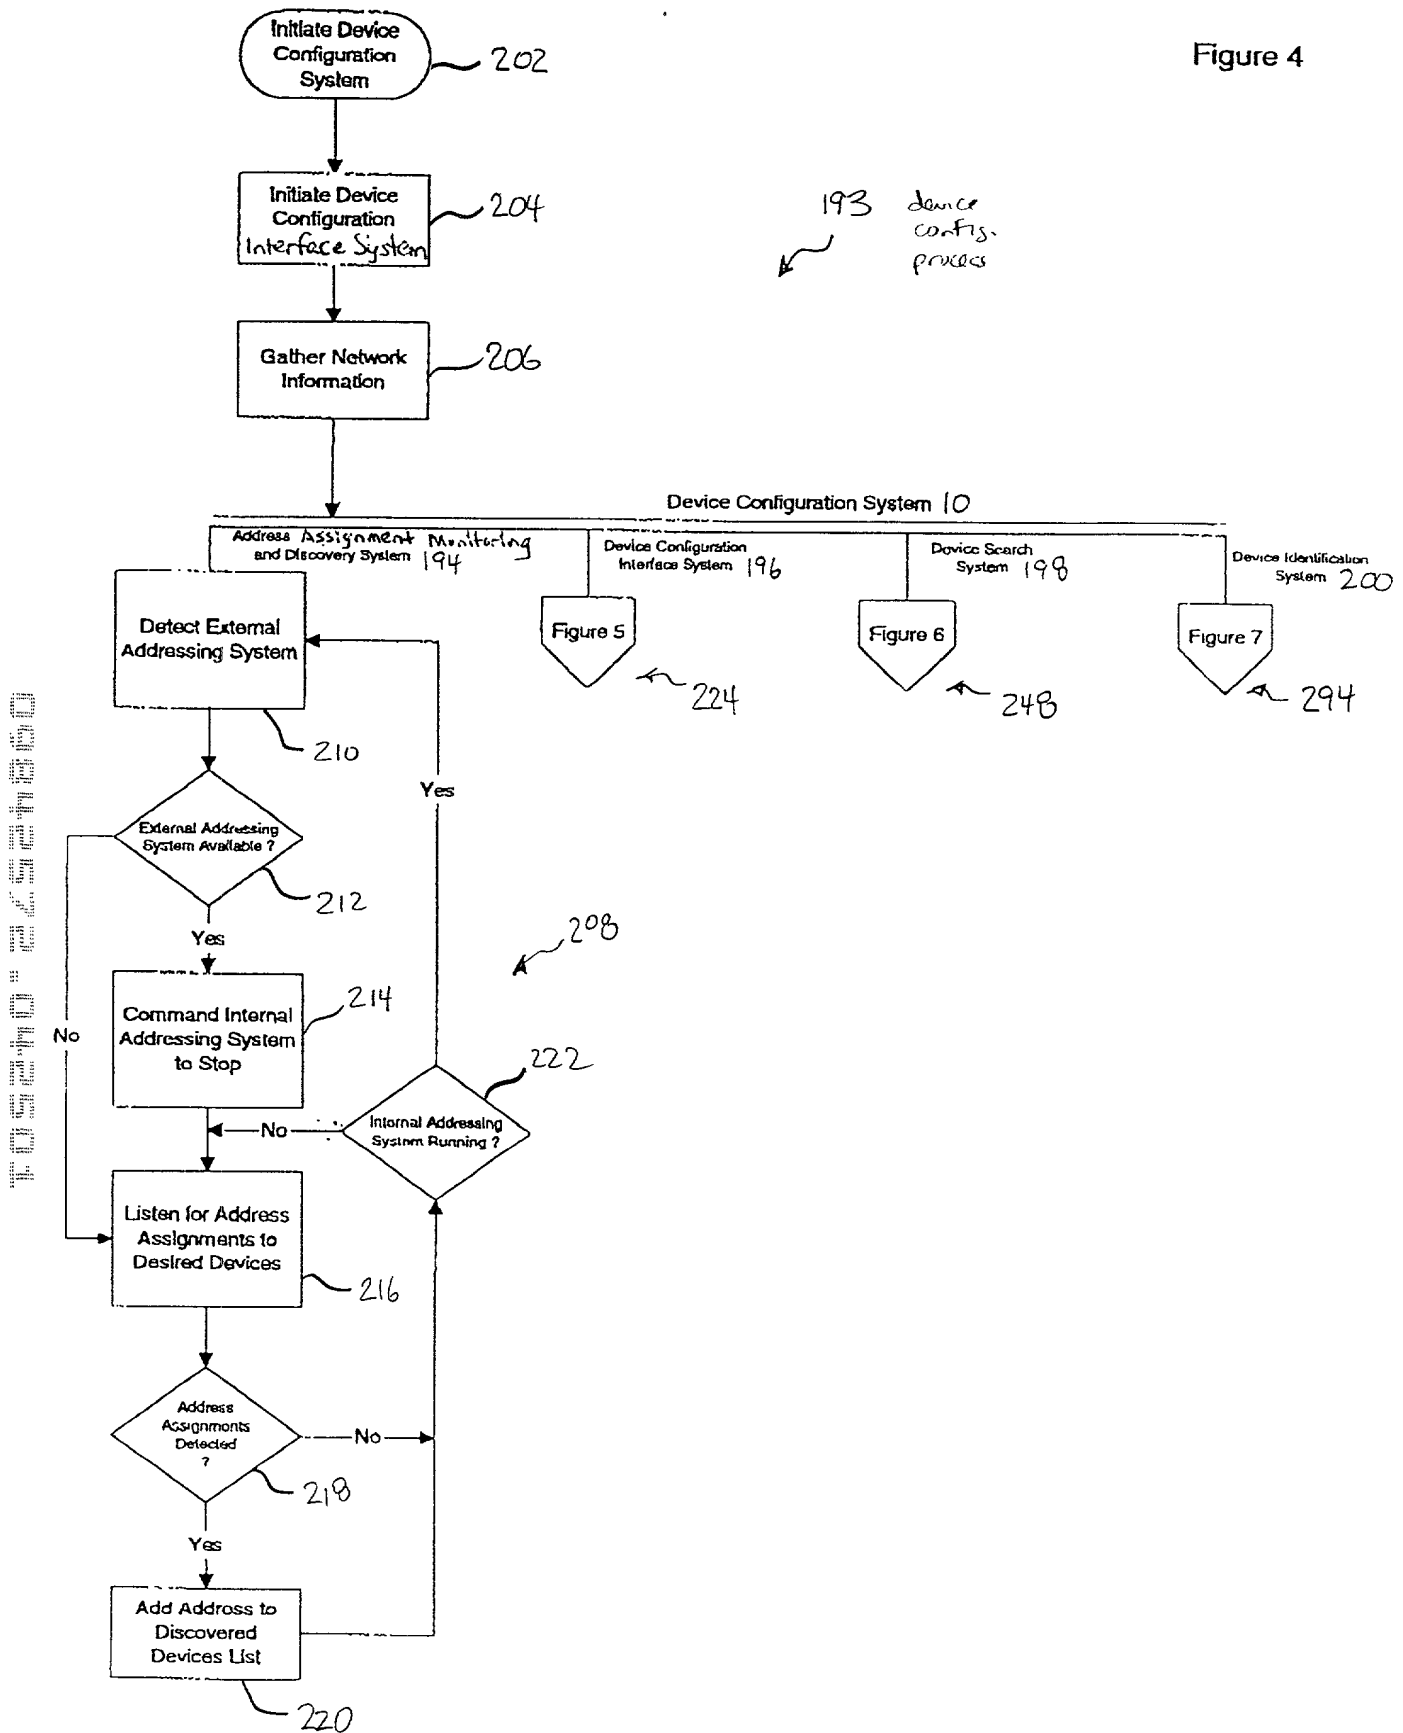 Figure 4
Initiate Device
Configuration
System
202
Initiate Device
Configuration
Interface System
204
193 device
config.
process
Gather Network
Information
206
Device Configuration System 10
Address Assignment Monitoring
and Discovery System 194
Device Configuration
Interface System 196
Device Search
System 198
Device Identification
System 200
Detect External
Addressing System
210
Figure 5
224
Figure 6
248
Figure 7
294
Yes
External Addressing
System Available ?
212
Yes
No
208
Command Internal
Addressing System
to Stop
214
222
Internal Addressing
System Running ?
No
Listen for Address
Assignments to
Desired Devices
216
Address
Assignments
Detected
?
218
No
Yes
Add Address to
Discovered
Devices List
220